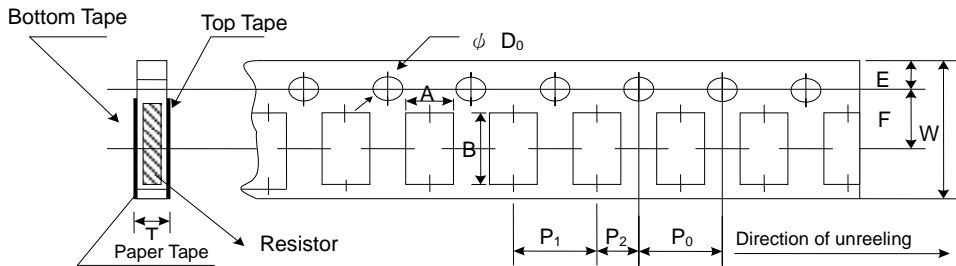 Bottom Tape
Top Tape
ϕ D₀
E
A
F
W
B
T
P₁
P₂
P₀
Direction of unreeling
Paper Tape
Resistor